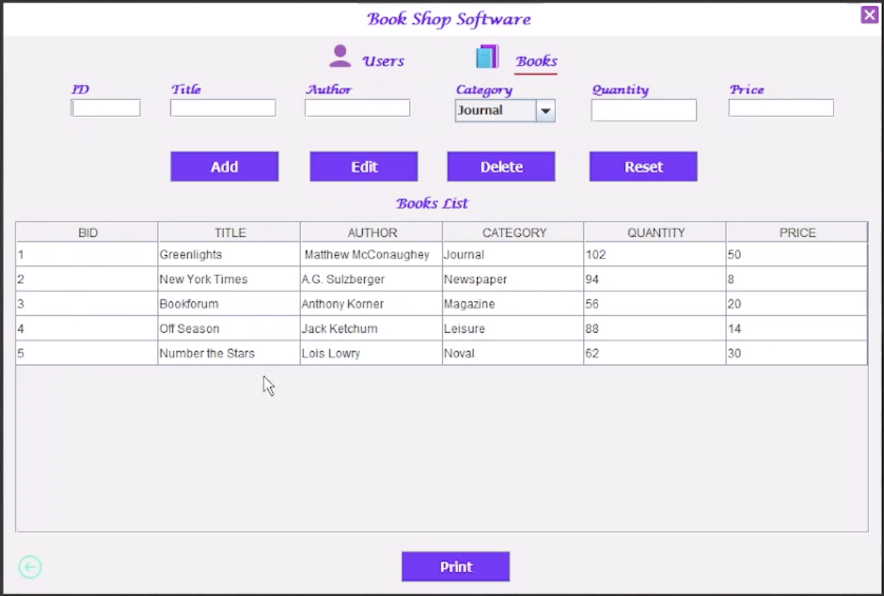 Book Shop Software
Users Books
ID Title Author Category Quantity Price
Journal
Add Edit Delete Reset
Books List
BID TITLE AUTHOR CATEGORY QUANTITY PRICE
1 Greenlights Matthew McConaughey Journal 102 50
2 New York Times A.G. Sulzberger Newspaper 94 8
3 Bookforum Anthony Korner Magazine 56 20
4 Off Season Jack Ketchum Leisure 88 14
5 Number the Stars Lois Lowry Noval 62 30
Print